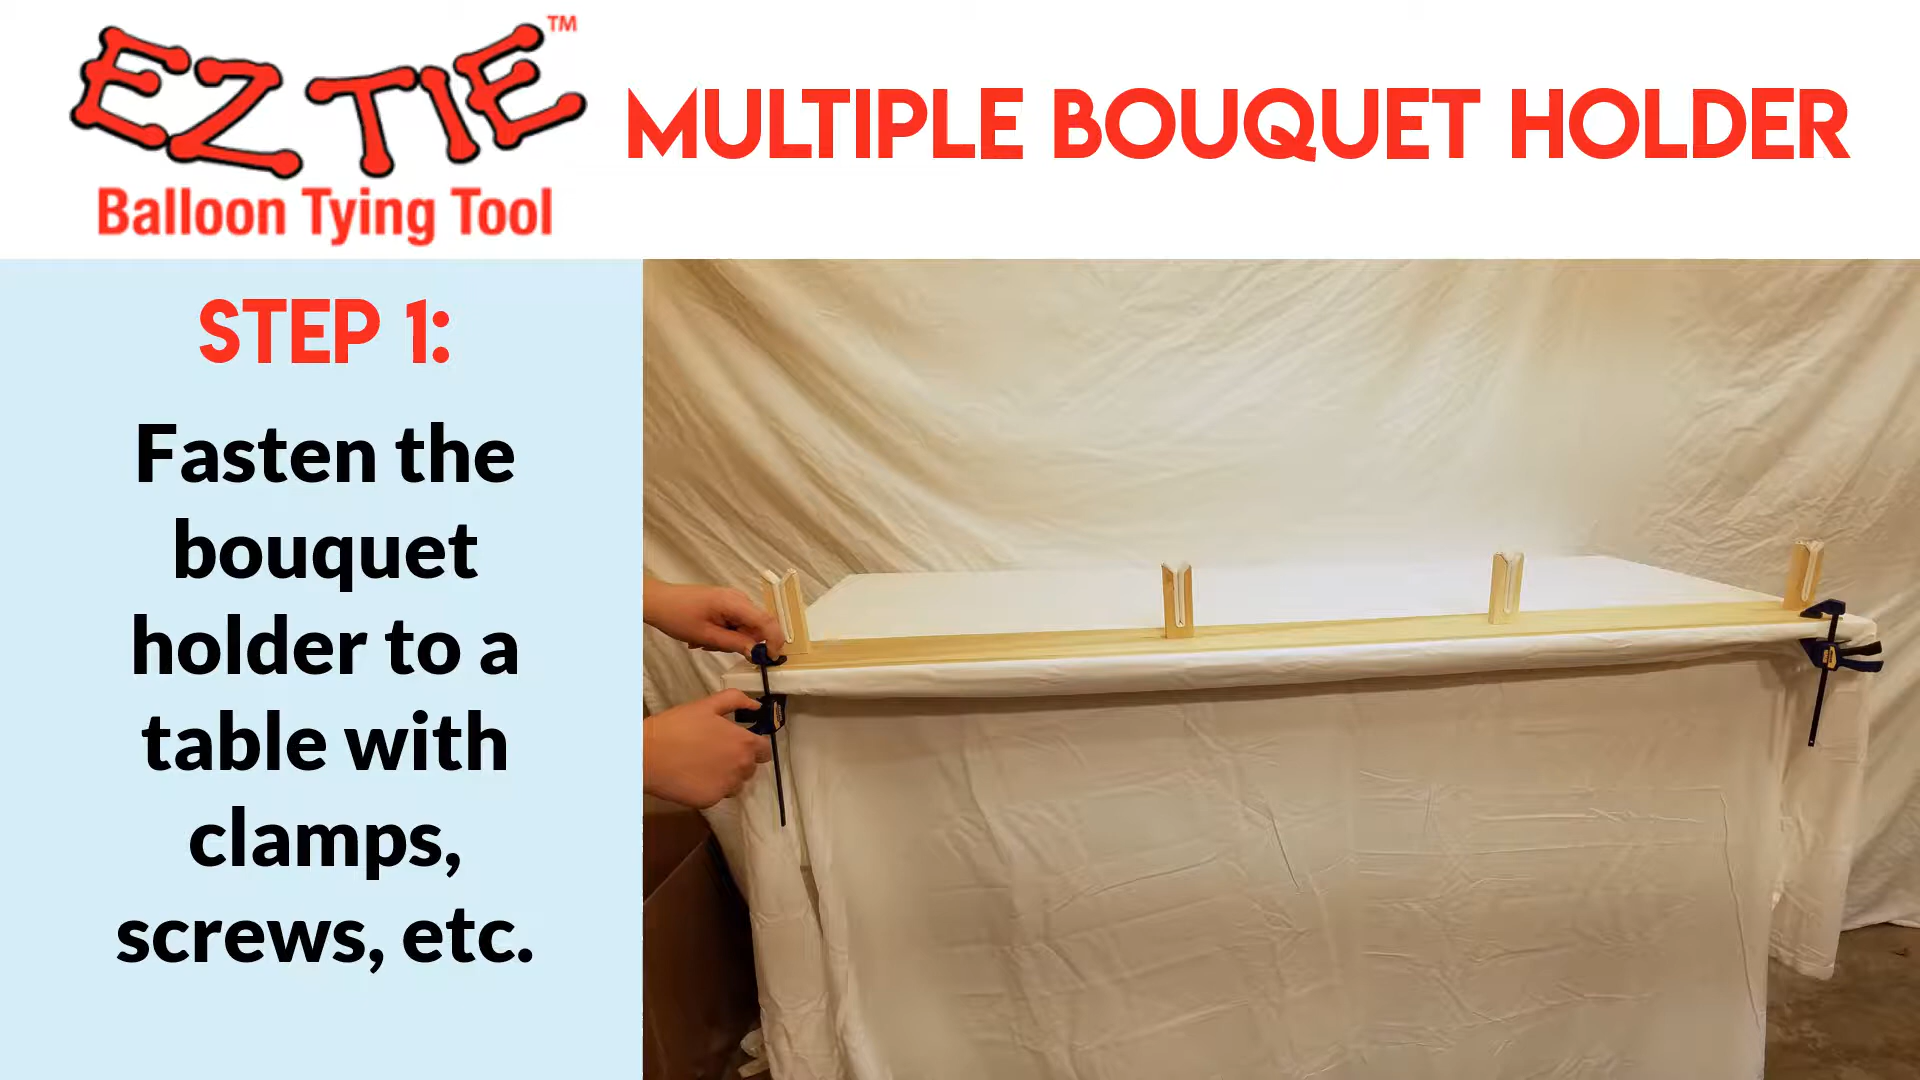 EZ TIE™
Balloon Tying Tool
MULTIPLE BOUQUET HOLDER
STEP 1:
Fasten the
bouquet
holder to a
table with
clamps,
screws, etc.